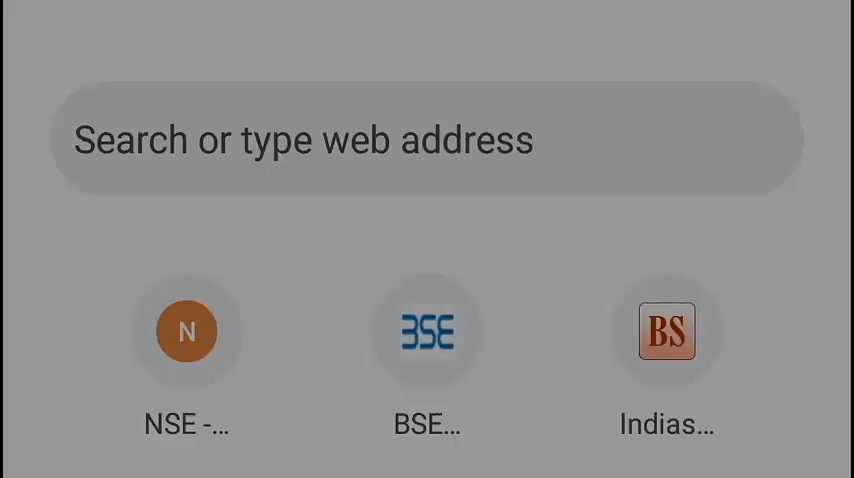 Search or type web address
N BSE BS
NSE -... BSE... Indias...